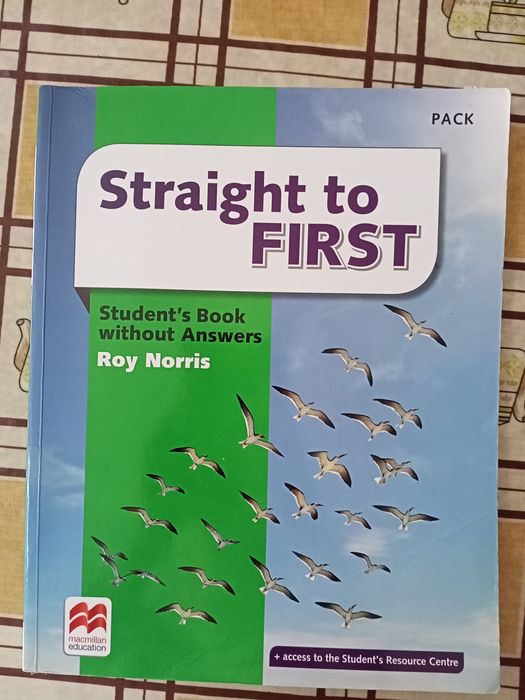 PACK
Straight to
FIRST
Student's Book
without Answers
Roy Norris
macmillan
education
+ access to the Student's Resource Centre